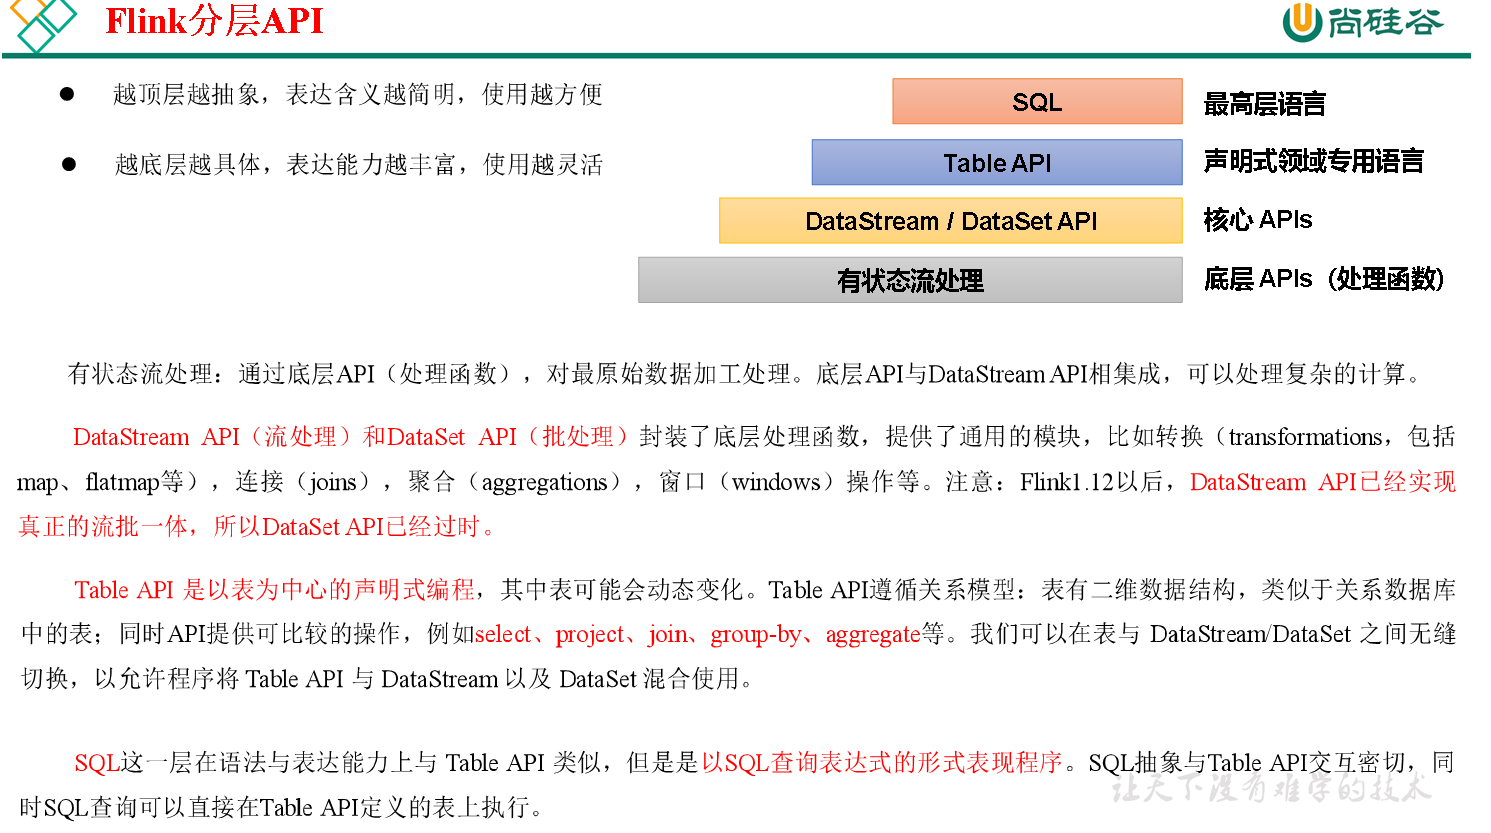 Flink分层API
尚硅谷
越顶层越抽象，表达含义越简明，使用越方便
越底层越具体，表达能力越丰富，使用越灵活
SQL 最高层语言
Table API 声明式领域专用语言
DataStream / DataSet API 核心 APIs
有状态流处理 底层 APIs（处理函数）
有状态流处理：通过底层API（处理函数），对最原始数据加工处理。底层API与DataStream API相集成，可以处理复杂的计算。
DataStream API（流处理）和DataSet API（批处理）封装了底层处理函数，提供了通用的模块，比如转换（transformations，包括
map、flatmap等），连接（joins），聚合（aggregations），窗口（windows）操作等。注意：Flink1.12以后，DataStream API已经实现
真正的流批一体，所以DataSet API已经过时。
Table API 是以表为中心的声明式编程，其中表可能会动态变化。Table API遵循关系模型：表有二维数据结构，类似于关系数据库
中的表；同时API提供可比较的操作，例如select、project、join、group-by、aggregate等。我们可以在表与 DataStream/DataSet 之间无缝
切换，以允许程序将 Table API 与 DataStream 以及 DataSet 混合使用。
SQL这一层在语法与表达能力上与 Table API 类似，但是是以SQL查询表达式的形式表现程序。SQL抽象与Table API交互密切，同
时SQL查询可以直接在Table API定义的表上执行。
让天下没有难学的技术